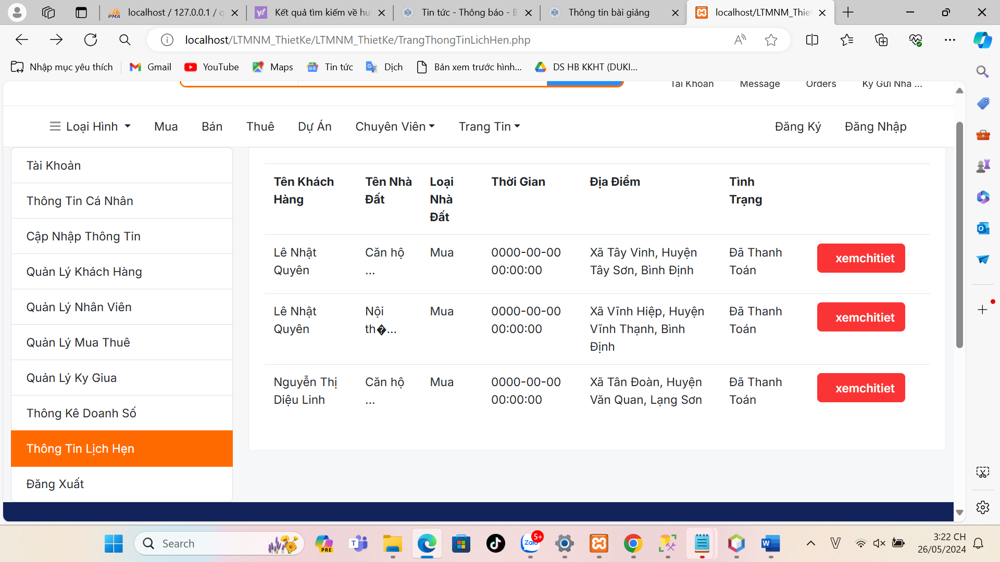 localhost / 127.0.0.1 / q
Kết quả tìm kiếm về hu
Tin tức - Thông báo - B
Thông tin bài giảng
localhost/LTMNM_Thiet
localhost/LTMNM_ThietKe/LTMNM_ThietKe/TrangThongTinLichHen.php
Nhập mục yêu thích
Gmail
YouTube
Maps
Tin tức
Dịch
Bản xem trước hình...
DS HB KKHT (DUKI...
Tài Khoản
Message
Orders
Ký Gửi Nhà ...
Loại Hình
Mua
Bán
Thuê
Dự Án
Chuyên Viên
Trang Tin
Đăng Ký
Đăng Nhập
Tài Khoản
Thông Tin Cá Nhân
Cập Nhập Thông Tin
Quản Lý Khách Hàng
Quản Lý Nhân Viên
Quản Lý Mua Thuê
Quản Lý Ky Giua
Thông Kê Doanh Số
Thông Tin Lịch Hẹn
Đăng Xuất
Tên Khách
Hàng
Tên Nhà
Đất
Loại
Nhà
Đất
Thời Gian
Địa Điểm
Tình
Trạng
Lê Nhật
Quyên
Căn hộ
...
Mua
0000-00-00
00:00:00
Xã Tây Vinh, Huyện
Tây Sơn, Bình Định
Đã Thanh
Toán
xemchitiet
Lê Nhật
Quyên
Nội
th�...
Mua
0000-00-00
00:00:00
Xã Vĩnh Hiệp, Huyện
Vĩnh Thạnh, Bình
Định
Đã Thanh
Toán
xemchitiet
Nguyễn Thị
Diệu Linh
Căn hộ
...
Mua
0000-00-00
00:00:00
Xã Tân Đoàn, Huyện
Văn Quan, Lạng Sơn
Đã Thanh
Toán
xemchitiet
Search
PRE
Zalo
5+
3:22 CH
26/05/2024